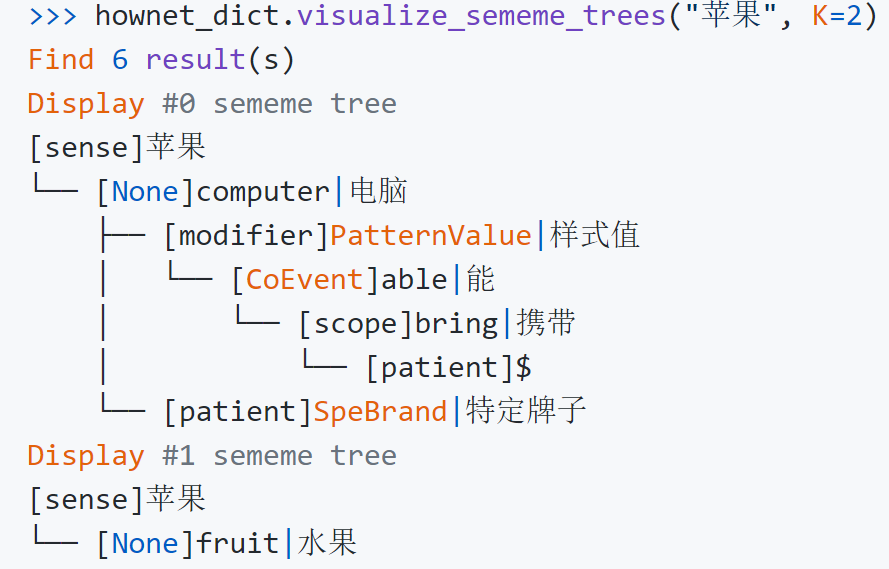 >>> hownet_dict.visualize_sememe_trees("苹果", K=2)
Find 6 result(s)
Display #0 sememe tree
[sense]苹果
└── [None]computer|电脑
    ├── [modifier]PatternValue|样式值
    │   └── [CoEvent]able|能
    │       └── [scope]bring|携带
    │           └── [patient]$
    └── [patient]SpeBrand|特定牌子
Display #1 sememe tree
[sense]苹果
└── [None]fruit|水果